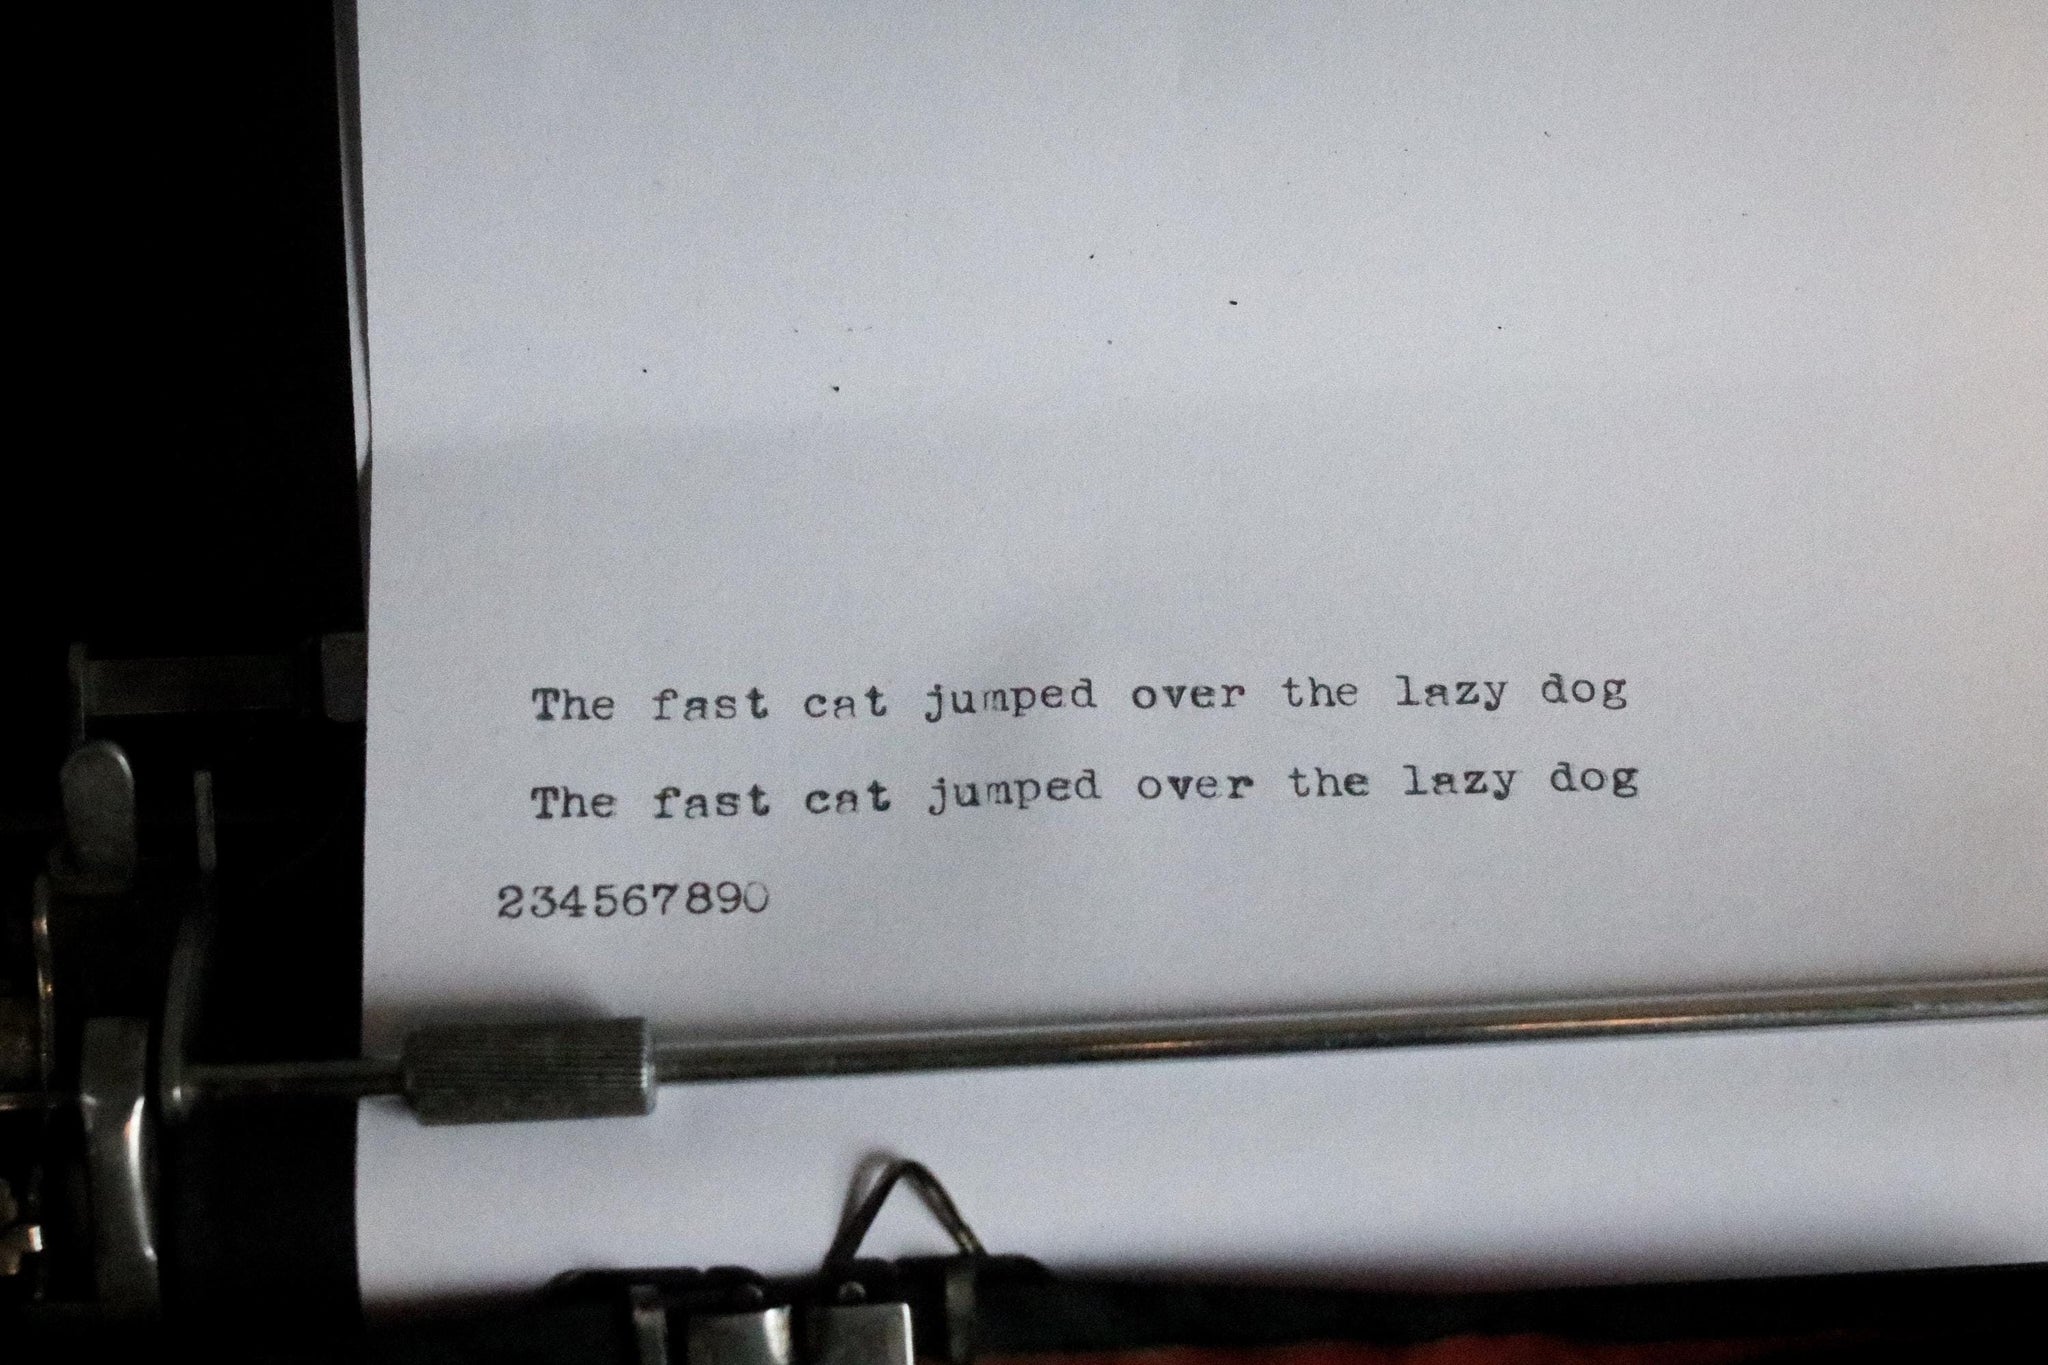 The fast cat jumped over the lazy dog
The fast cat jumped over the lazy dog
234567890